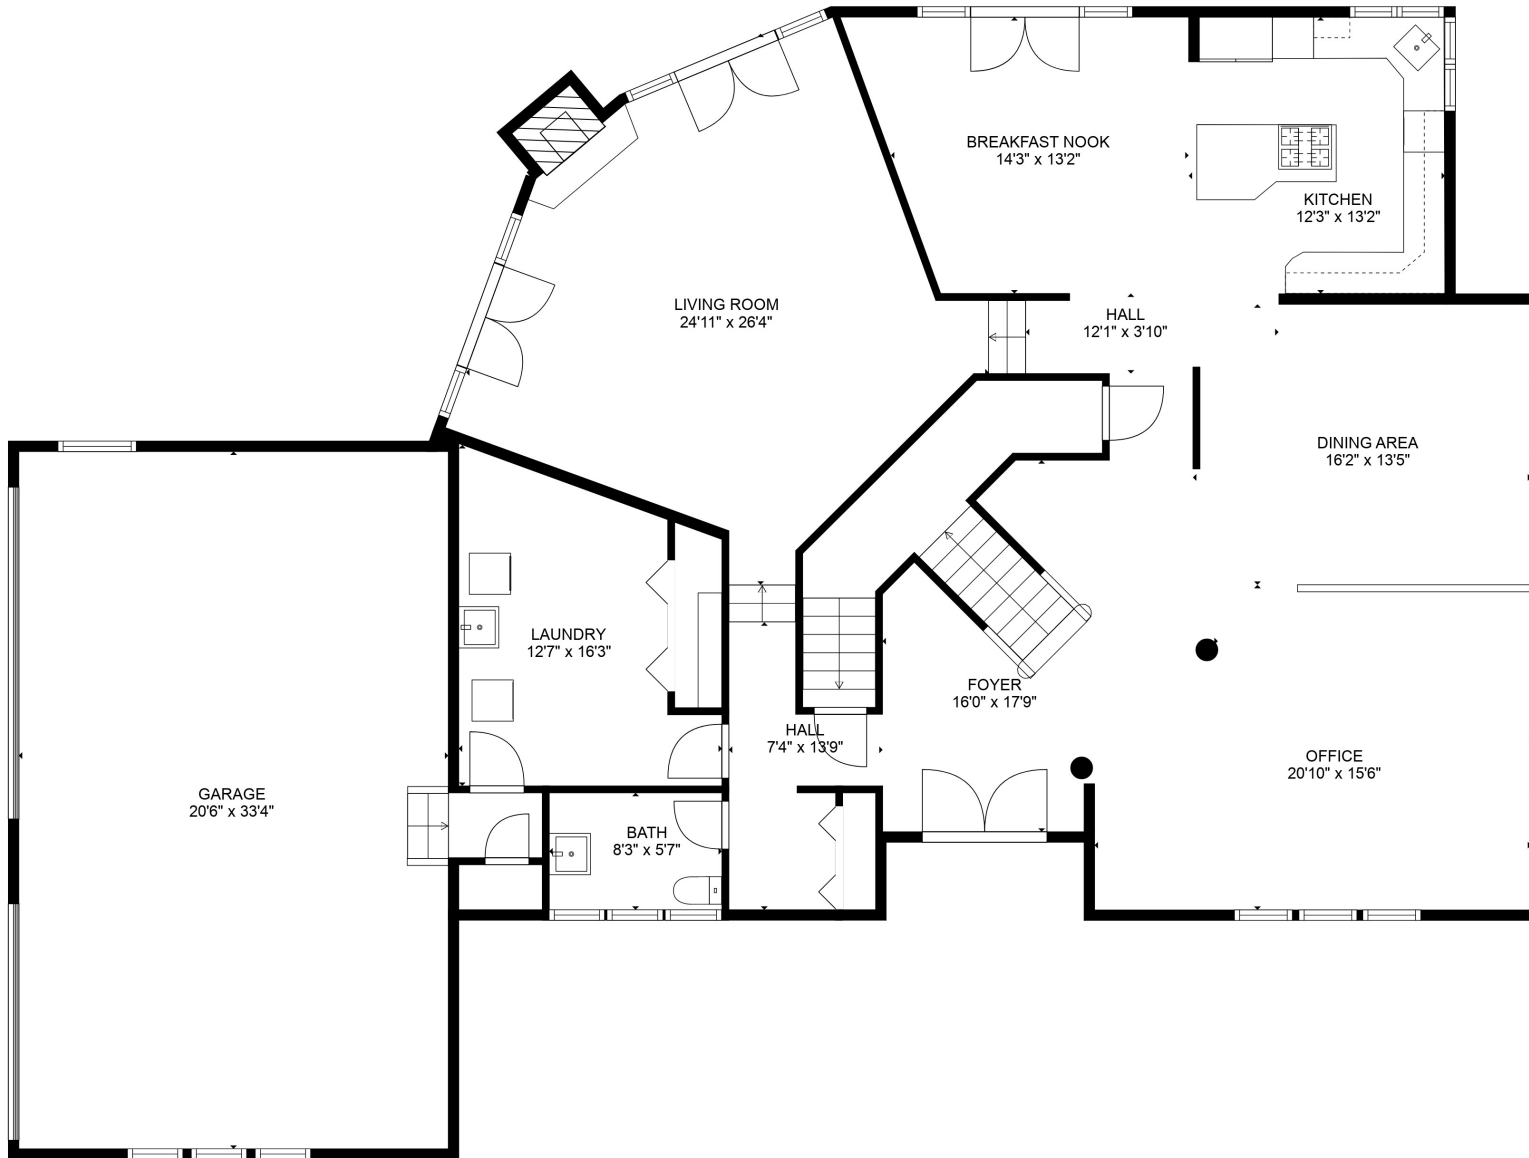 BREAKFAST NOOK
14'3" x 13'2"
KITCHEN
12'3" x 13'2"
LIVING ROOM
24'11" x 26'4"
HALL
12'1" x 3'10"
DINING AREA
16'2" x 13'5"
LAUNDRY
12'7" x 16'3"
FOYER
16'0" x 17'9"
HALL
7'4" x 13'9"
OFFICE
20'10" x 15'6"
GARAGE
20'6" x 33'4"
BATH
8'3" x 5'7"